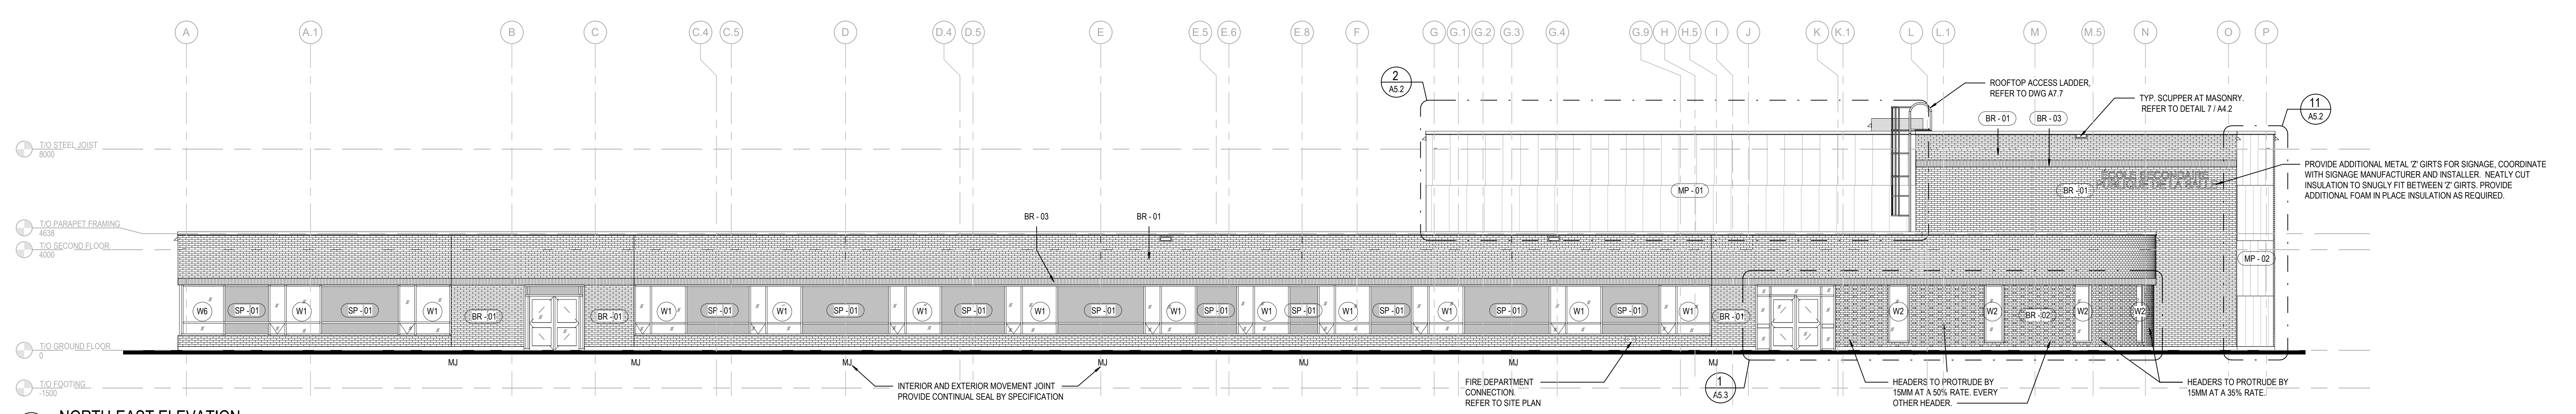 A A.1 B C C.4 C.5 D D.4 D.5 E E.5 E.6 E.8 F G G.1 G.2 G.3 G.4 G.9 H H.5 I J K K.1 L L.1 M M.5 N O P
2
A5.2
ROOFTOP ACCESS LADDER,
REFER TO DWG A7.7
TYP. SCUPPER AT MASONRY.
REFER TO DETAIL 7 / A4.2
11
A5.2
BR - 01 BR - 03
T/O STEEL JOIST
8000
PROVIDE ADDITIONAL METAL 'Z' GIRTS FOR SIGNAGE, COORDINATE
WITH SIGNAGE MANUFACTURER AND INSTALLER. NEATLY CUT
INSULATION TO SNUGLY FIT BETWEEN 'Z' GIRTS. PROVIDE
ADDITIONAL FOAM IN PLACE INSULATION AS REQUIRED.
ÉCOLE SECONDAIRE
PUBLIQUE DE LA SALLE
MP - 01
BR - 01
BR - 03 BR - 01
T/O PARAPET FRAMING
4638
T/O SECOND FLOOR
4000
MP - 02
W6 SP - 01 W1 SP - 01 W1 BR - 01 BR - 01 W1 SP - 01 W1 SP - 01 W1 SP - 01 W1 SP - 01 W1 SP - 01 W1 SP - 01 W1 SP - 01 W1 SP - 01 W1 SP - 01 W1 BR - 01 W2 W2 BR - 02 W2 W2
T/O GROUND FLOOR
0
MJ MJ MJ MJ MJ MJ MJ
T/O FOOTING
-1500
INTERIOR AND EXTERIOR MOVEMENT JOINT
PROVIDE CONTINUAL SEAL BY SPECIFICATION
FIRE DEPARTMENT
CONNECTION.
REFER TO SITE PLAN
1
A5.3
HEADERS TO PROTRUDE BY
15MM AT A 50% RATE. EVERY
OTHER HEADER.
HEADERS TO PROTRUDE BY
15MM AT A 35% RATE.
NORTH EAST ELEVATION